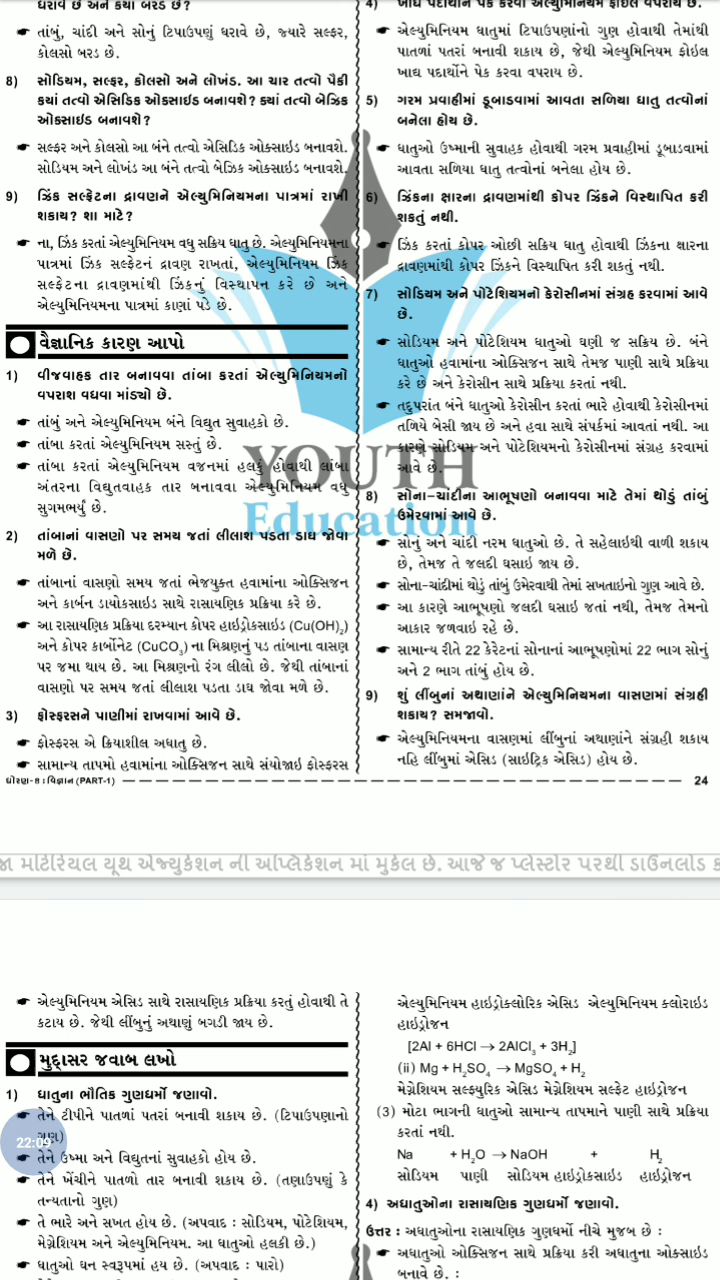 ધરાવે છે અને કયા બરડ છે?
☛ તાંબું, ચાંદી અને સોનું ટિપાઉપણું ધરાવે છે, જ્યારે સલ્ફર,
કોલસો બરડ છે.
8) સોડિયમ, સલ્ફર, કોલસો અને લોખંડ. આ ચાર તત્વો પૈકી
કયાં તત્વો એસિડિક ઓક્સાઇડ બનાવશે? ક્યાં તત્વો બેઝિક
ઓક્સાઇડ બનાવશે?
☛ સલ્ફર અને કોલસો આ બંને તત્વો એસિડિક ઓક્સાઇડ બનાવશે.
સોડિયમ અને લોખંડ આ બંને તત્વો બેઝિક ઓક્સાઇડ બનાવશે.
9) ઝિંક સલ્ફેટના દ્રાવણને એલ્યુમિનિયમના પાત્રમાં રાખી
શકાય? શા માટે?
☛ ના, ઝિંક કરતાં એલ્યુમિનિયમ વધુ સક્રિય ધાતુ છે. એલ્યુમિનિયમના
પાત્રમાં ઝિંક સલ્ફેટનં દ્રાવણ રાખતાં, એલ્યુમિનિયમ ઝિંક
સલ્ફેટના દ્રાવણમાંથી ઝિંકનું વિસ્થાપન કરે છે અને
એલ્યુમિનિયમના પાત્રમાં કાણાં પડે છે.
વૈજ્ઞાનિક કારણ આપો
1) વીજવાહક તાર બનાવવા તાંબા કરતાં એલ્યુમિનિયમનો
વપરાશ વધવા માંડ્યો છે.
☛ તાંબું અને એલ્યુમિનિયમ બંને વિદ્યુત સુવાહકો છે.
☛ તાંબા કરતાં એલ્યુમિનિયમ સસ્તું છે.
☛ તાંબા કરતાં એલ્યુમિનિયમ વજનમાં હલકું હોવાથી લાંબા
અંતરના વિદ્યુતવાહક તાર બનાવવા એલ્યુમિનિયમ વધુ
સુગમભર્યું છે.
2) તાંબાનાં વાસણો પર સમય જતાં લીલાશ પડતા ડાઘ જોવા
મળે છે.
☛ તાંબાનાં વાસણો સમય જતાં ભેજયુક્ત હવામાંના ઓક્સિજન
અને કાર્બન ડાયોકસાઇડ સાથે રાસાયણિક પ્રક્રિયા કરે છે.
☛ આ રાસાયણિક પ્રક્રિયા દરમ્યાન કોપર હાઇડ્રોક્સાઇડ (Cu(OH)₂)
અને કોપર કાર્બોનેટ (CuCO₃) ના મિશ્રણનું પડ તાંબાના વાસણ
પર જમા થાય છે. આ મિશ્રણનો રંગ લીલો છે. જેથી તાંબાનાં
વાસણો પર સમય જતાં લીલાશ પડતા ડાઘ જોવા મળે છે.
3) ફોસ્ફરસને પાણીમાં રાખવામાં આવે છે.
☛ ફોસ્ફરસ એ ક્રિયાશીલ અધાતુ છે.
☛ સામાન્ય તાપમો હવામાંના ઓક્સિજન સાથે સંયોજાઇ ફોસ્ફરસ
4) ખાદ્ય પદાર્થોને પેક કરવા એલ્યુમિનિયમ ફોઇલ વપરાય છે.
☛ એલ્યુમિનિયમ ધાતુમાં ટિપાઉપણાંનો ગુણ હોવાથી તેમાંથી
પાતળાં પતરાં બનાવી શકાય છે, જેથી એલ્યુમિનિયમ ફોઇલ
ખાદ્ય પદાર્થોને પેક કરવા વપરાય છે.
5) ગરમ પ્રવાહીમાં ડૂબાડવામાં આવતા સળિયા ધાતુ તત્વોનાં
બનેલા હોય છે.
☛ ધાતુઓ ઉષ્માની સુવાહક હોવાથી ગરમ પ્રવાહીમાં ડૂબાડવામાં
આવતા સળિયા ધાતુ તત્વોનાં બનેલા હોય છે.
6) ઝિંકના ક્ષારના દ્રાવણમાંથી કોપર ઝિંકને વિસ્થાપિત કરી
શકતું નથી.
☛ ઝિંક કરતાં કોપર ઓછી સક્રિય ધાતુ હોવાથી ઝિંકના ક્ષારના
દ્રાવણમાંથી કોપર ઝિંકને વિસ્થાપિત કરી શકતું નથી.
7) સોડિયમ અને પોટેશિયમનો કેરોસીનમાં સંગ્રહ કરવામાં આવે
છે.
☛ સોડિયમ અને પોટેશિયમ ધાતુઓ ઘણી જ સક્રિય છે. બંને
ધાતુઓ હવામાંના ઓક્સિજન સાથે તેમજ પાણી સાથે પ્રક્રિયા
કરે છે અને કેરોસીન સાથે પ્રક્રિયા કરતાં નથી.
☛ તદુપરાંત બંને ધાતુઓ કેરોસીન કરતાં ભારે હોવાથી કેરોસીનમાં
તળિયે બેસી જાય છે અને હવા સાથે સંપર્કમાં આવતાં નથી. આ
કારણે સોડિયમ અને પોટેશિયમનો કેરોસીનમાં સંગ્રહ કરવામાં
આવે છે.
8) સોના-ચાંદીના આભૂષણો બનાવવા માટે તેમાં થોડું તાંબું
ઉમેરવામાં આવે છે.
☛ સોનું અને ચાંદી નરમ ધાતુઓ છે. તે સહેલાઇથી વાળી શકાય
છે, તેમજ તે જલદી ઘસાઇ જાય છે.
☛ સોના-ચાંદીમાં થોડું તાંબું ઉમેરવાથી તેમાં સખતાઇનો ગુણ આવે છે.
☛ આ કારણે આભૂષણો જલદી ઘસાઇ જતાં નથી, તેમજ તેમનો
આકાર જળવાઇ રહે છે.
☛ સામાન્ય રીતે 22 કેરેટનાં સોનાનાં આભૂષણોમાં 22 ભાગ સોનું
અને 2 ભાગ તાંબું હોય છે.
9) શું લીંબુનાં અથાણાંને એલ્યુમિનિયમના વાસણમાં સંગ્રહી
શકાય? સમજાવો.
☛ એલ્યુમિનિયમના વાસણમાં લીંબુનાં અથાણાંને સંગ્રહી શકાય
નહિ લીંબુમાં એસિડ (સાઇટ્રિક એસિડ) હોય છે.
YOUTH
Education
ધોરણ-૮ : વિજ્ઞાન (PART-1) 24
જા મટિરિયલ યૂથ એજ્યુકેશન ની અપ્લિકેશન માં મુકેલ છે. આજે જ પ્લેસ્ટોર પરથી ડાઉનલોડ ક
☛ એલ્યુમિનિયમ એસિડ સાથે રાસાયણિક પ્રક્રિયા કરતું હોવાથી તે
કટાય છે. જેથી લીંબુનું અથાણું બગડી જાય છે.
મુદ્દાસર જવાબ લખો
1) ધાતુના ભૌતિક ગુણધર્મો જણાવો.
☛ તેને ટીપીને પાતળાં પતરાં બનાવી શકાય છે. (ટિપાઉપણાનો
ગુણ)
22:09
☛ તેને ઉષ્મા અને વિદ્યુતનાં સુવાહકો હોય છે.
☛ તેને ખેંચીને પાતળો તાર બનાવી શકાય છે. (તણાઉપણું કે
તન્યતાનો ગુણ)
☛ તે ભારે અને સખત હોય છે. (અપવાદ : સોડિયમ, પોટેશિયમ,
મેગ્નેશિયમ અને એલ્યુમિનિયમ. આ ધાતુઓ હલકી છે.)
☛ ધાતુઓ ઘન સ્વરૂપમાં હય છે. (અપવાદ : પારો)
એલ્યુમિનિયમ હાઇડ્રોક્લોરિક એસિડ એલ્યુમિનિયમ ક્લોરાઇડ
હાઇડ્રોજન
[2Al + 6HCl → 2AlCl₃ + 3H₂]
(ii) Mg + H₂SO₄ → MgSO₄ + H₂
મેગ્નેશિયમ સલ્ફ્યુરિક એસિડ મેગ્નેશિયમ સલ્ફેટ હાઇડ્રોજન
(3) મોટા ભાગની ધાતુઓ સામાન્ય તાપમાને પાણી સાથે પ્રક્રિયા
કરતાં નથી.
Na + H₂O → NaOH + H₂
સોડિયમ પાણી સોડિયમ હાઇડ્રોકસાઇડ હાઇડ્રોજન
4) અધાતુઓના રાસાયણિક ગુણધર્મો જણાવો.
ઉત્તર : અધાતુઓના રાસાયણિક ગુણધર્મો નીચે મુજબ છે :
☛ અધાતુઓ ઓક્સિજન સાથે પ્રક્રિયા કરી અધાતુના ઓક્સાઇડ
બનાવે છે. :